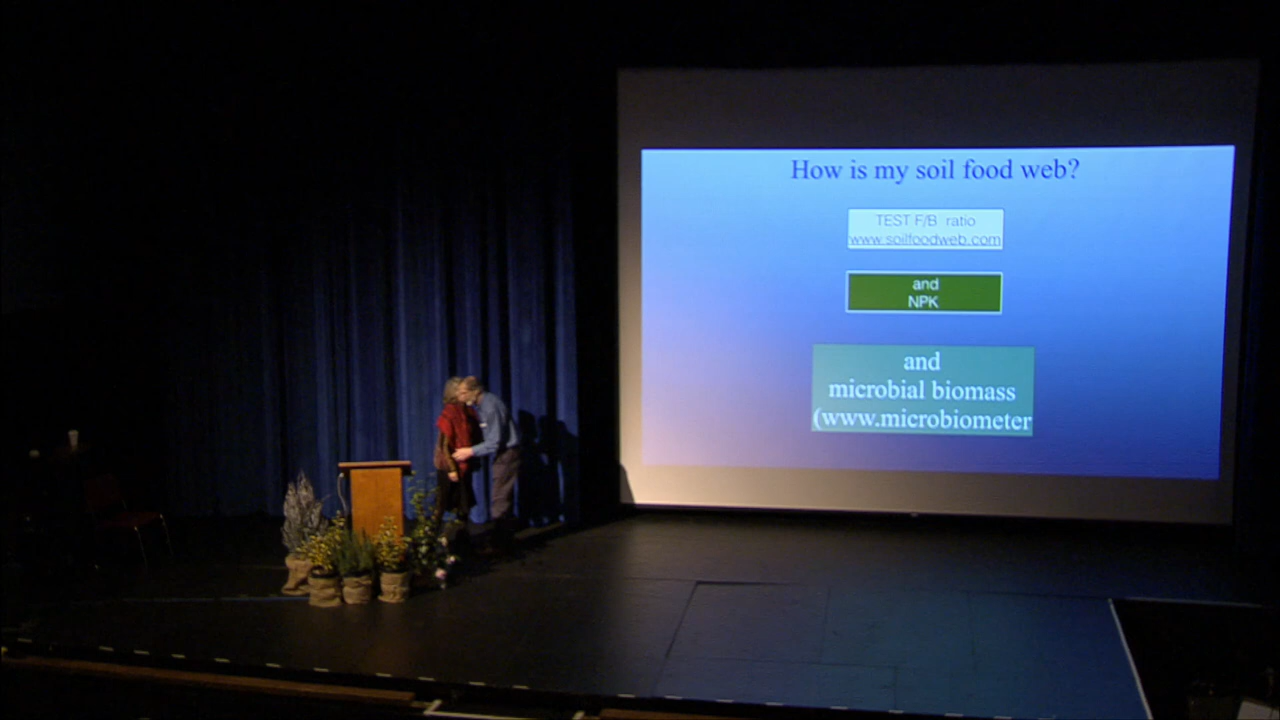 How is my soil food web?
TEST F/B ratio
www.soilfoodweb.com
and
NPK
and
microbial biomass
(www.microbiometer